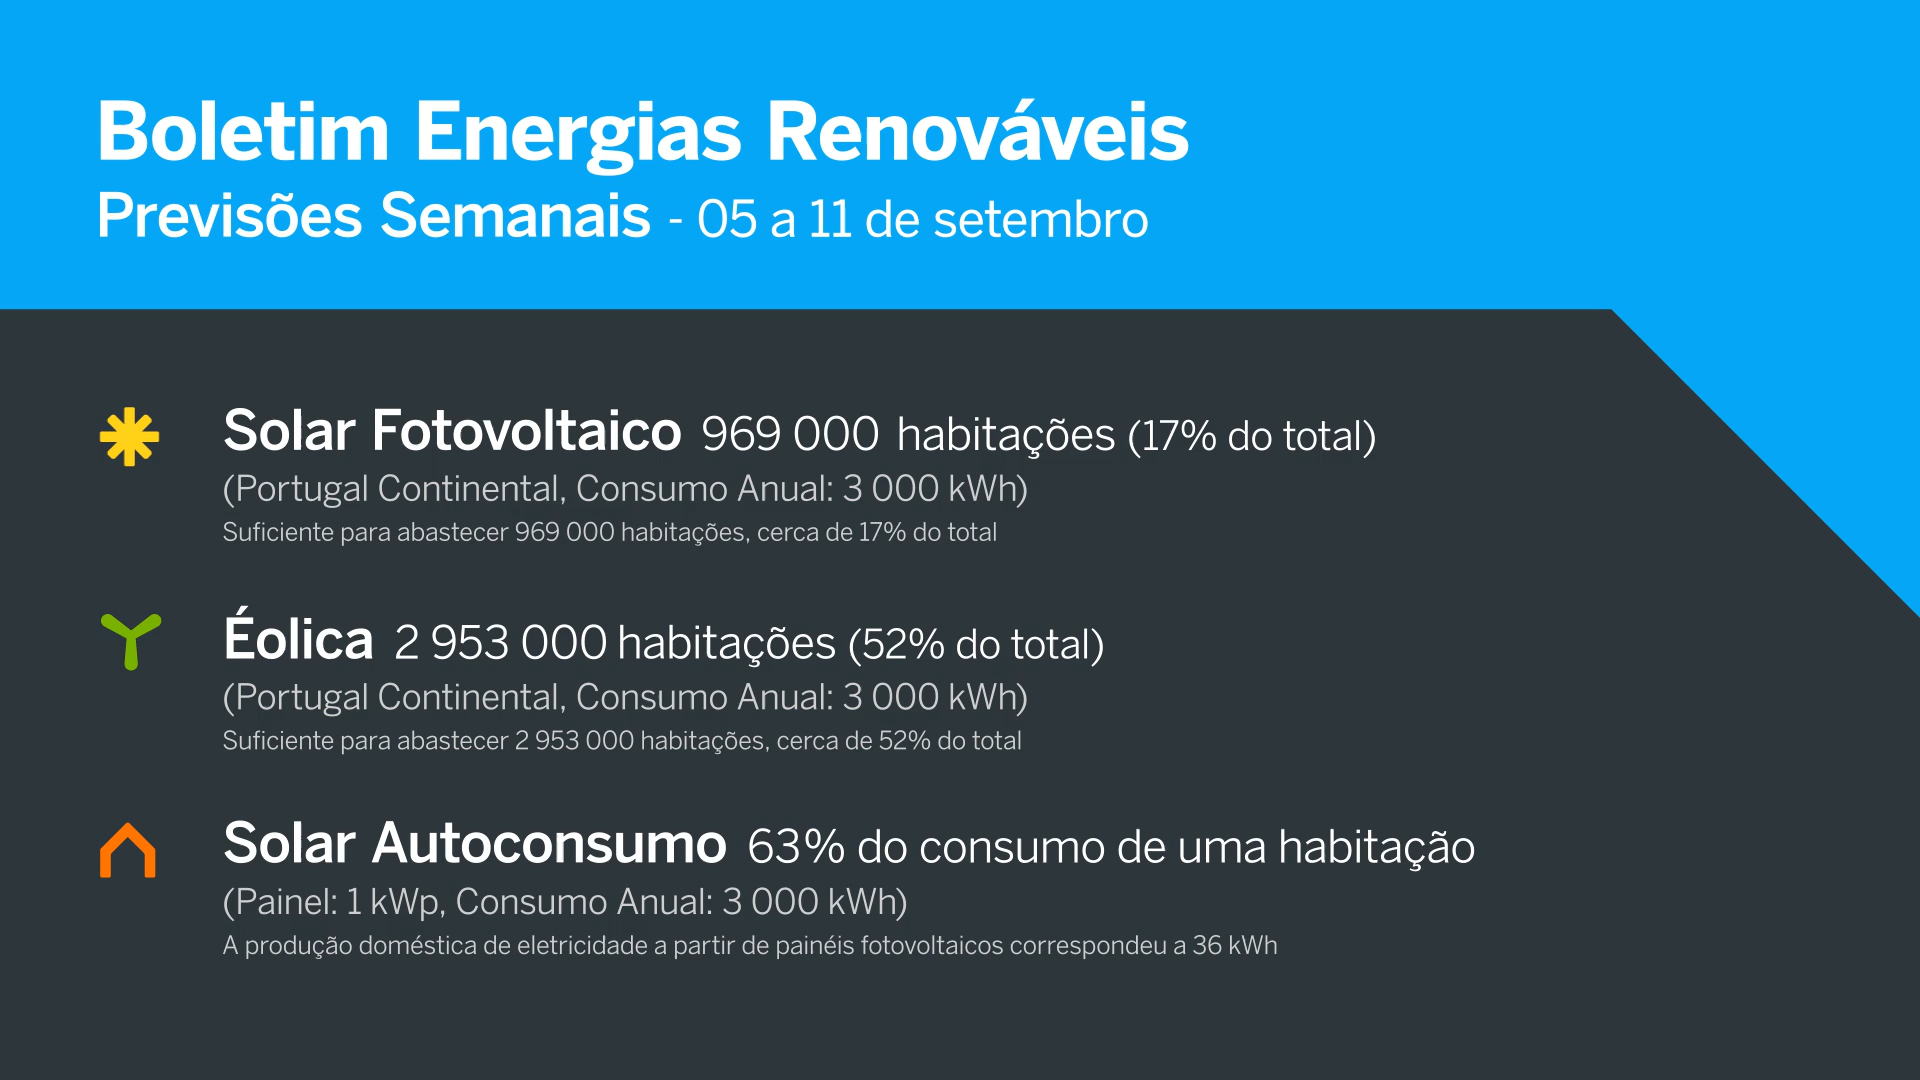 Boletim Energias Renováveis
Previsões Semanais - 05 a 11 de setembro
Solar Fotovoltaico 969 000 habitações (17% do total)
(Portugal Continental, Consumo Anual: 3 000 kWh)
Suficiente para abastecer 969 000 habitações, cerca de 17% do total
Éolica 2 953 000 habitações (52% do total)
(Portugal Continental, Consumo Anual: 3 000 kWh)
Suficiente para abastecer 2 953 000 habitações, cerca de 52% do total
Solar Autoconsumo 63% do consumo de uma habitação
(Painel: 1 kWp, Consumo Anual: 3 000 kWh)
A produção doméstica de eletricidade a partir de painéis fotovoltaicos correspondeu a 36 kWh